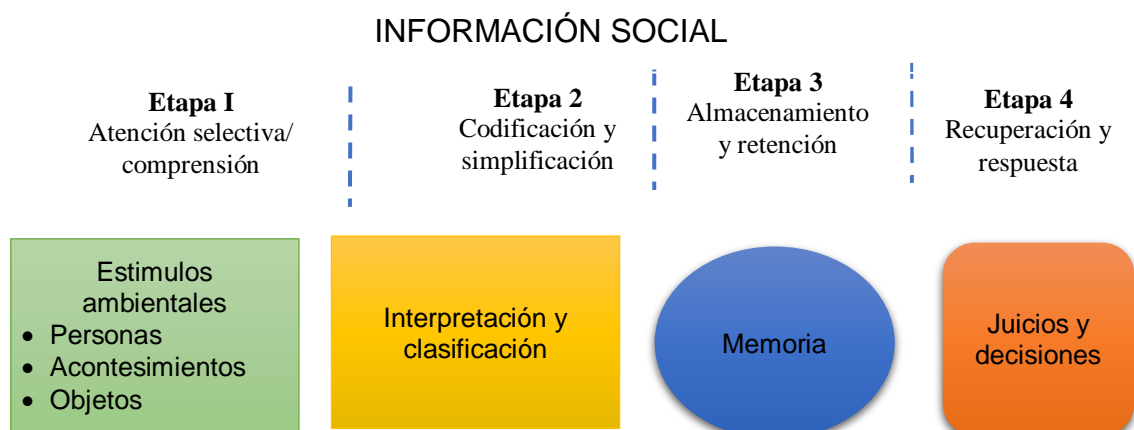 INFORMACIÓN SOCIAL
Etapa I
Atención selectiva/
comprensión
Etapa 2
Codificación y
simplificación
Etapa 3
Almacenamiento
y retención
Etapa 4
Recuperación y
respuesta
Estimulos
ambientales
• Personas
• Acontesimientos
• Objetos
Interpretación y
clasificación
Memoria
Juicios y
decisiones